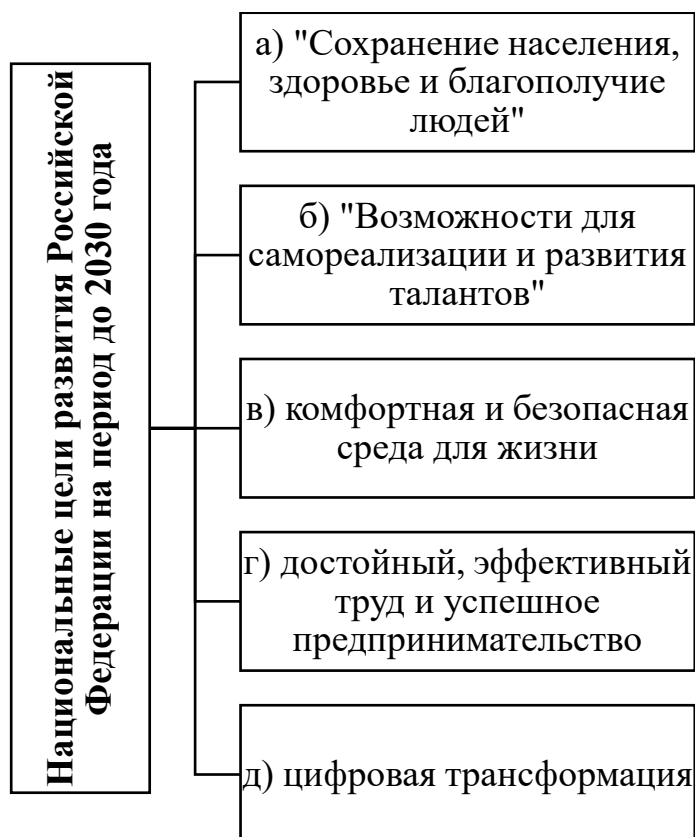 Национальные цели развития Российской
Федерации на период до 2030 года
а) "Сохранение населения,
здоровье и благополучие
людей"
б) "Возможности для
самореализации и развития
талантов"
в) комфортная и безопасная
среда для жизни
г) достойный, эффективный
труд и успешное
предпринимательство
д) цифровая трансформация